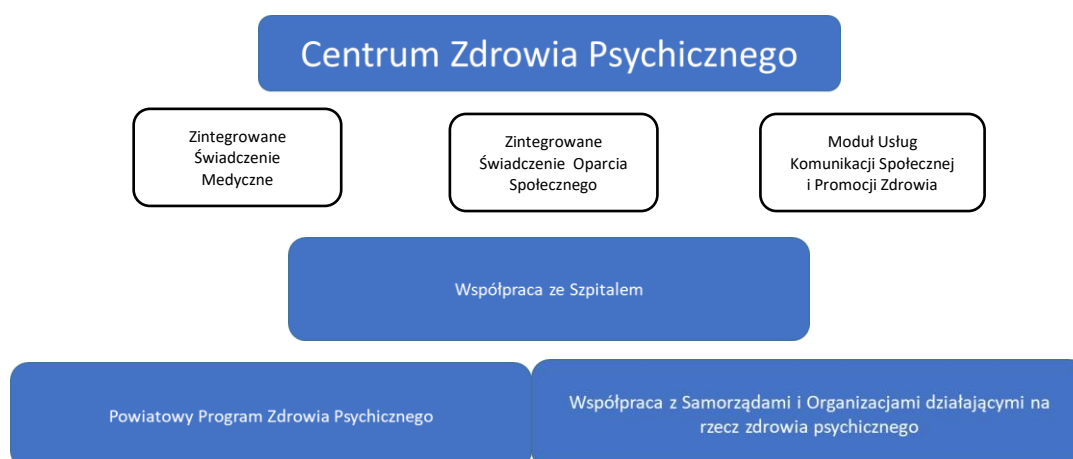 Centrum Zdrowia Psychicznego
Zintegrowane
Świadczenie
Medyczne
Zintegrowane
Świadczenie Oparcia
Społecznego
Moduł Usług
Komunikacji Społecznej
i Promocji Zdrowia
Współpraca ze Szpitalem
Powiatowy Program Zdrowia Psychicznego
Współpraca z Samorządami i Organizacjami działającymi na
rzecz zdrowia psychicznego